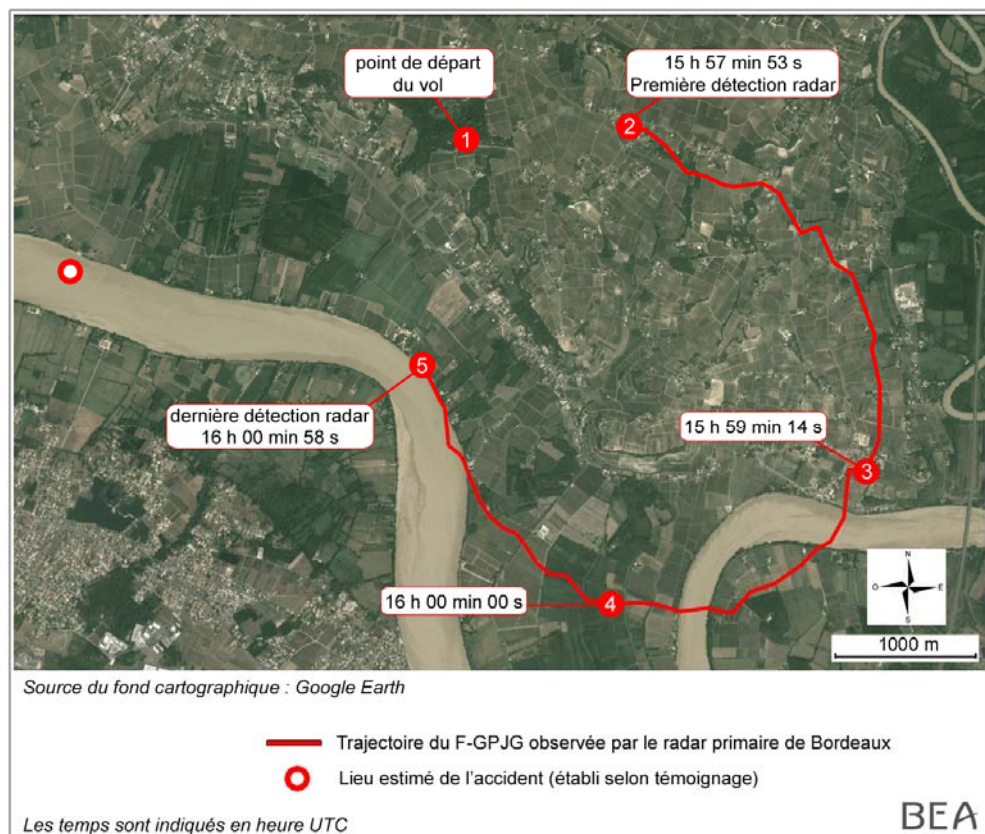 point de départ
du vol
1
15 h 57 min 53 s
Première détection radar
2
5
dernière détection radar
16 h 00 min 58 s
15 h 59 min 14 s
3
16 h 00 min 00 s
4
N
O E
S
1000 m
Source du fond cartographique : Google Earth
Trajectoire du F-GPJG observée par le radar primaire de Bordeaux
Lieu estimé de l'accident (établi selon témoignage)
Les temps sont indiqués en heure UTC
BEA